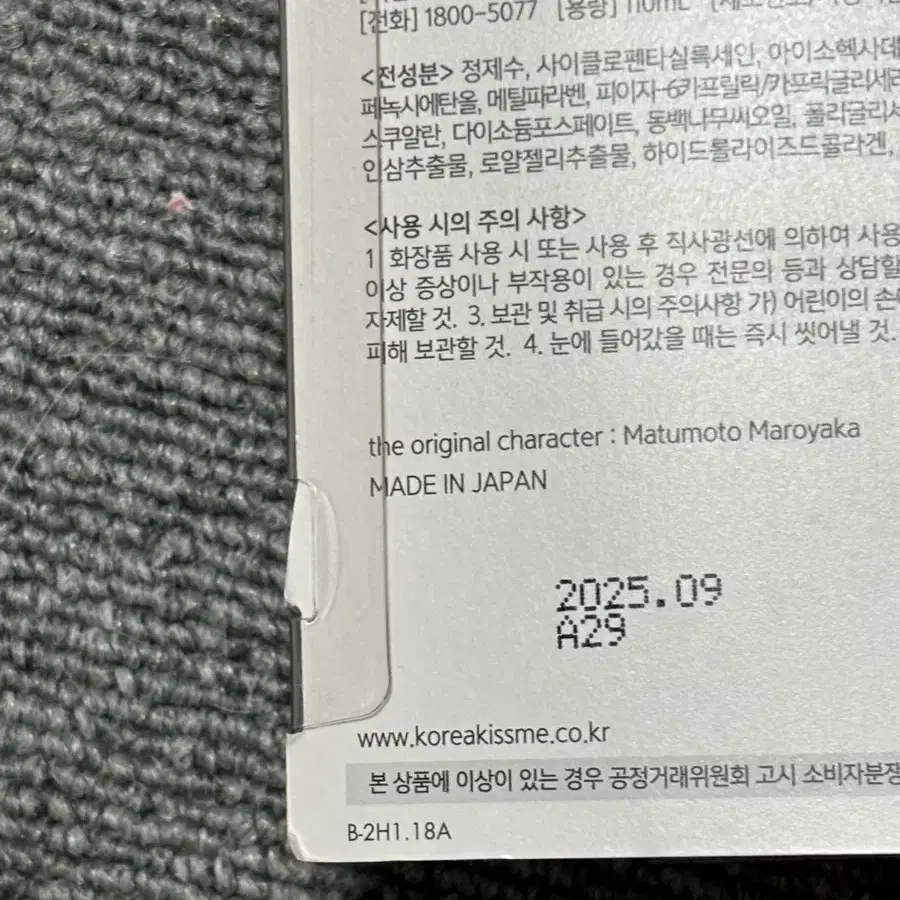 [전화] 1800-5077 [용량] 110mL
<전성분> 정제수, 사이클로펜타실록세인,
페녹시에탄올, 메틸파라벤, 피이자-6카프릴릭/카프릭글리세라
스쿠알란, 다이소듐포스페이트, 동백나무씨오일, 폴리글리세
인삼추출물, 로얄젤리추출물, 하이드롤라이즈드콜라겐,
<사용 시의 주의 사항>
1 화장품 사용 시 또는 사용 후 직사광선에 의하여 사용
이상 증상이나 부작용이 있는 경우 전문의 등과 상담할
자제할 것. 3. 보관 및 취급 시의 주의사항 가) 어린이의 손에
피해 보관할 것. 4. 눈에 들어갔을 때는 즉시 씻어낼 것.
the original character : Matumoto Maroyaka
MADE IN JAPAN
2025.09
A29
www.koreakissme.co.kr
본 상품에 이상이 있는 경우 공정거래위원회 고시 소비자분쟁
B-2H1.18A